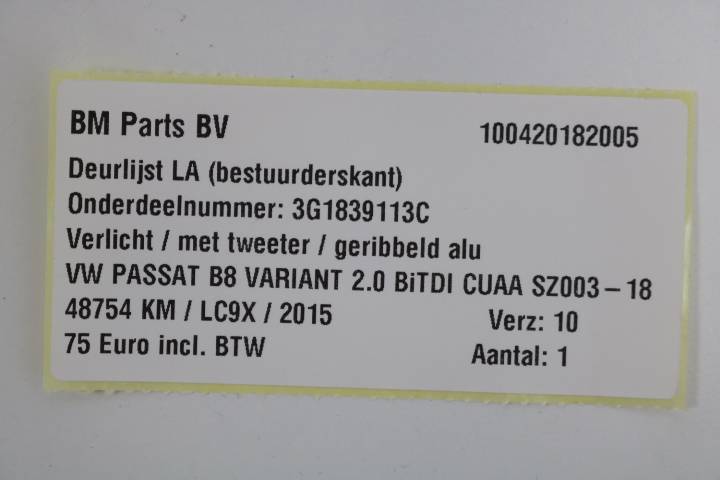 BM Parts BV 100420182005
Deurlijst LA (bestuurderskant)
Onderdeelnummer: 3G1839113C
Verlicht / met tweeter / geribbeld alu
VW PASSAT B8 VARIANT 2.0 BiTDI CUAA SZ003-18
48754 KM / LC9X / 2015 Verz: 10
75 Euro incl. BTW Aantal: 1